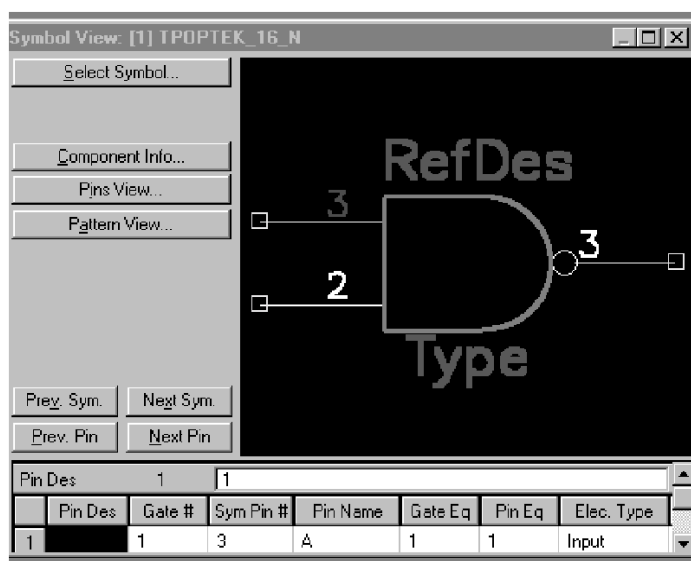 Symbol View: [1] TPOPTEK_16_N
Select Symbol...
Component Info...
Pins View...
Pattern View...
RefDes
3
3
2
Type
Prev. Sym.
Next Sym.
Prev. Pin
Next Pin
Pin Des 1 1
Pin Des Gate # Sym Pin # Pin Name Gate Eq Pin Eq Elec. Type
1 1 3 A 1 1 Input